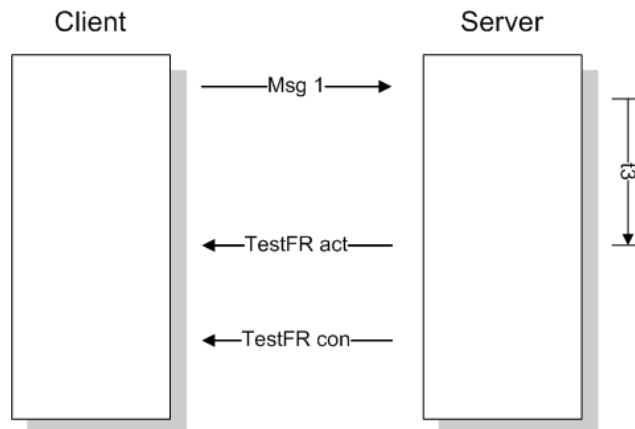 Client
Server
Msg 1
t3
TestFR act
TestFR con